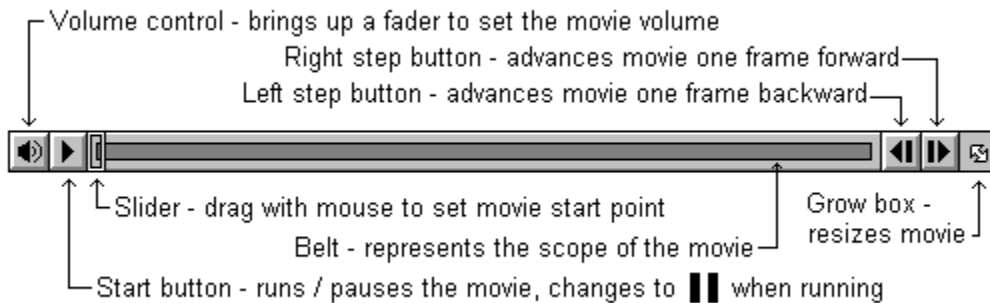 Volume control - brings up a fader to set the movie volume
Right step button - advances movie one frame forward
Left step button - advances movie one frame backward
Slider - drag with mouse to set movie start point
Grow box -
resizes movie
Belt - represents the scope of the movie
Start button - runs / pauses the movie, changes to when running